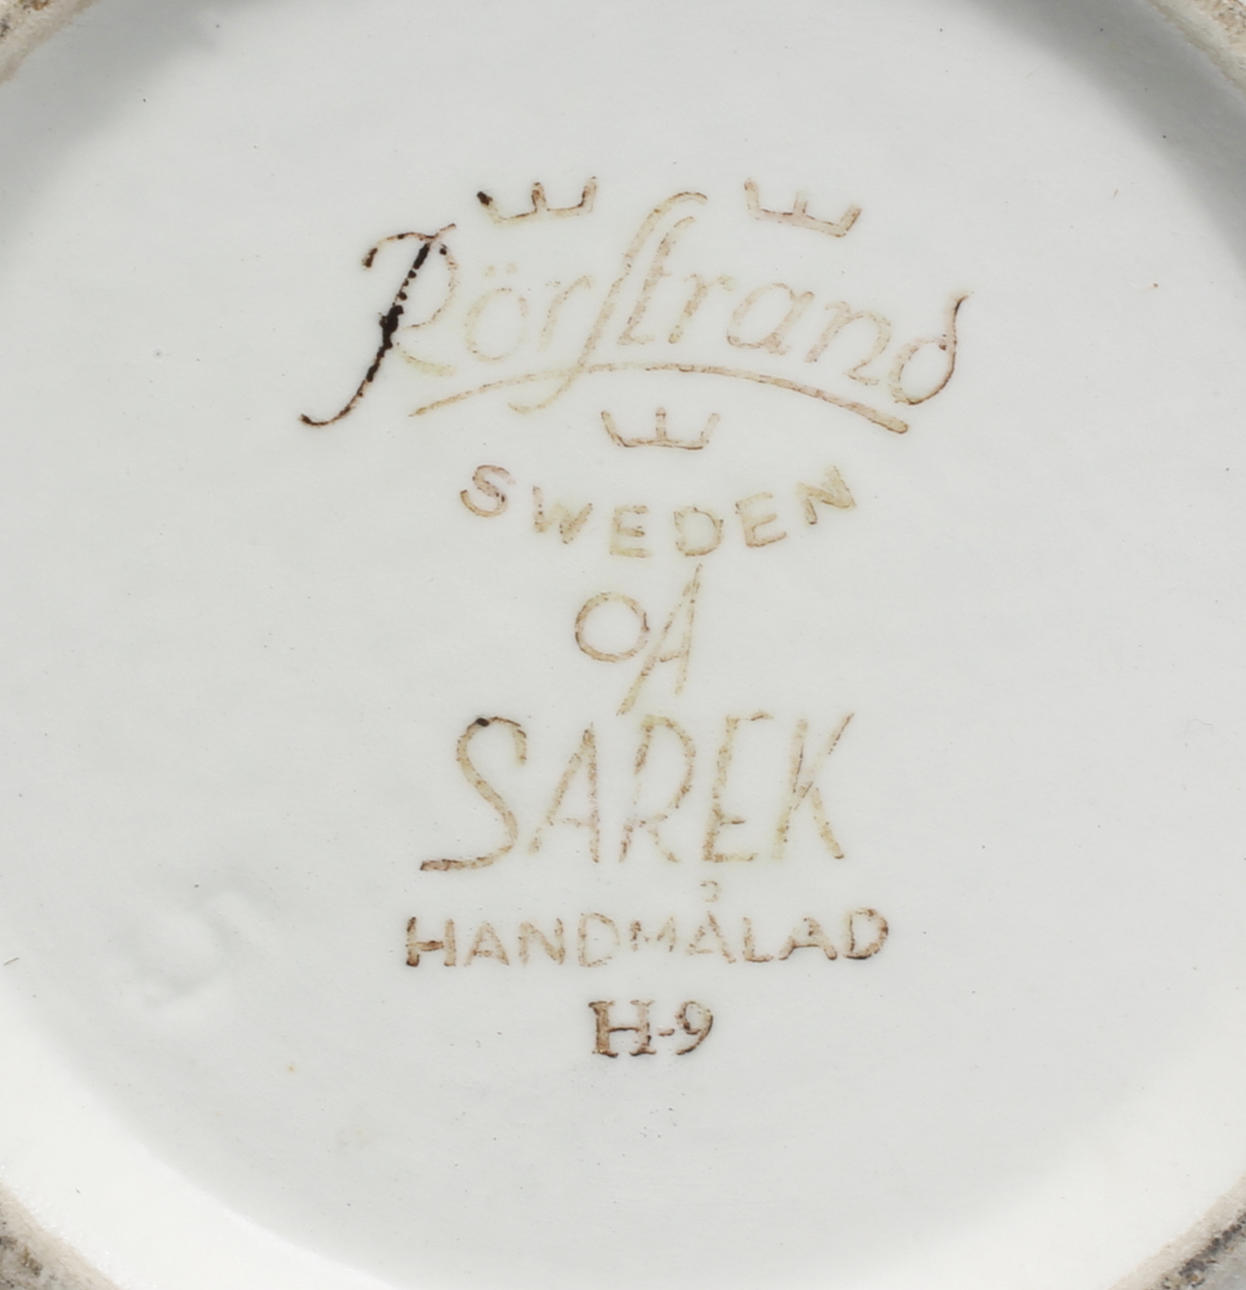 Rörstrand
SWEDEN
OA
SAREK
HANDMÅLAD
H-9